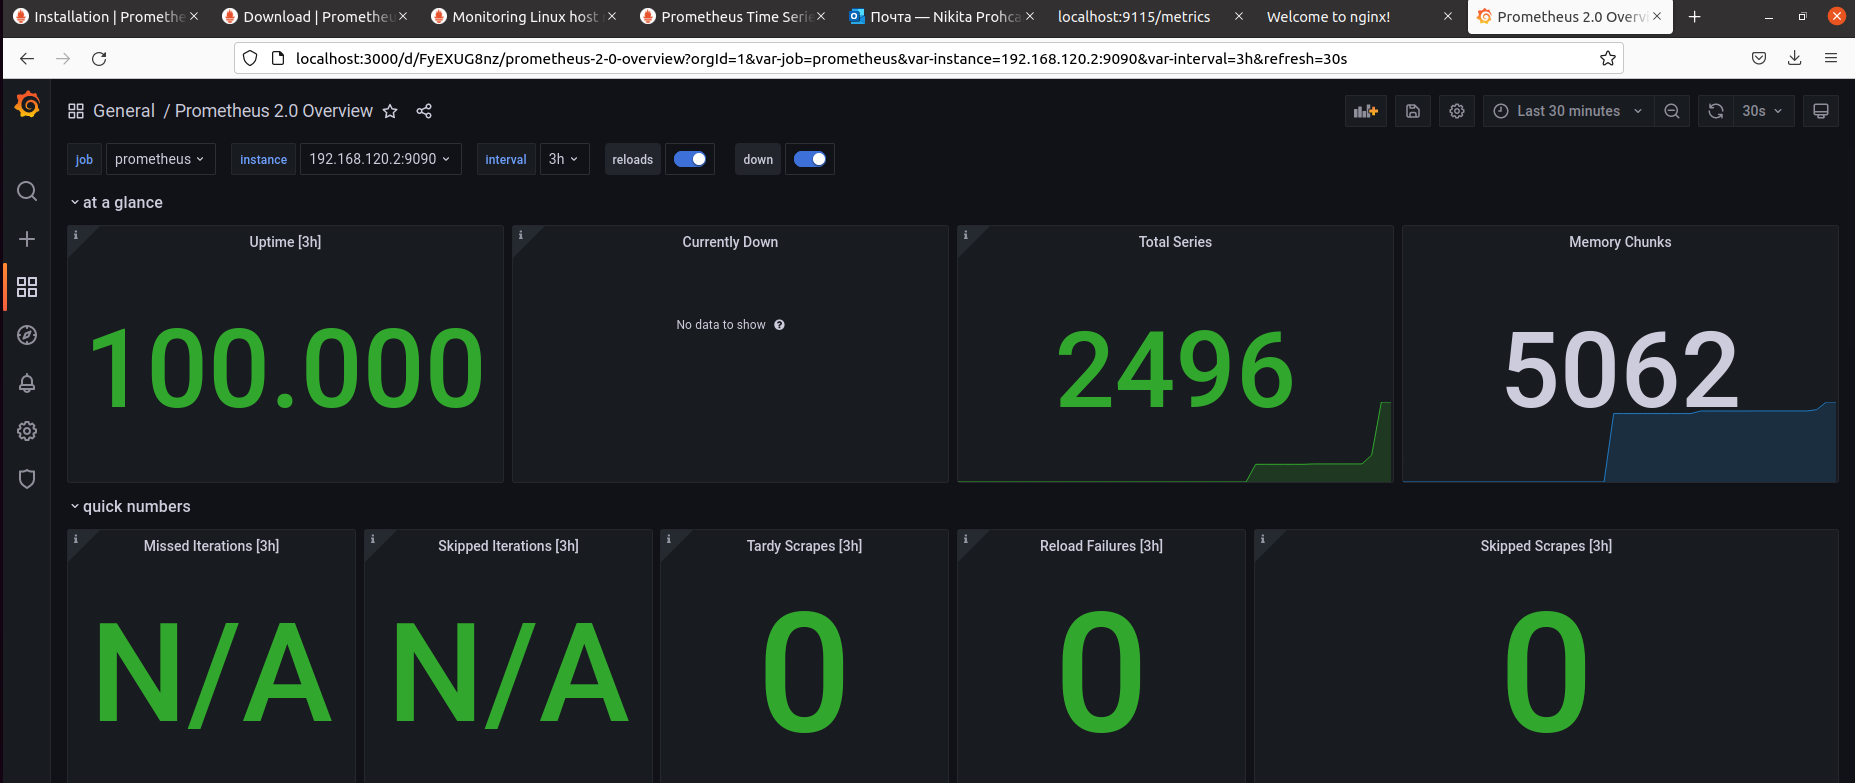 Installation | Promethe
Download | Prometheu
Monitoring Linux host
Prometheus Time Serie
Почта — Nikita Prohca
localhost:9115/metrics
Welcome to nginx!
Prometheus 2.0 Overvi
localhost:3000/d/FyEXUG8nz/prometheus-2-0-overview?orgId=1&var-job=prometheus&var-instance=192.168.120.2:9090&var-interval=3h&refresh=30s
General / Prometheus 2.0 Overview
Last 30 minutes
30s
job prometheus instance 192.168.120.2:9090 interval 3h reloads down
at a glance
Uptime [3h]
100.000
Currently Down
No data to show
Total Series
2496
Memory Chunks
5062
quick numbers
Missed Iterations [3h]
N/A
Skipped Iterations [3h]
N/A
Tardy Scrapes [3h]
0
Reload Failures [3h]
0
Skipped Scrapes [3h]
0